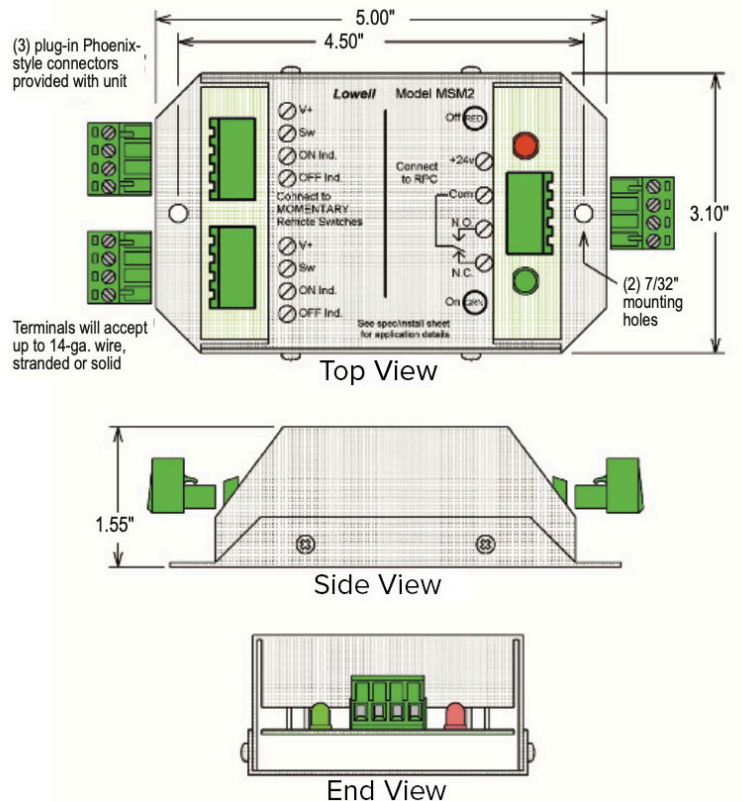 5.00"
4.50"
(3) plug-in Phoenix-
style connectors
provided with unit
Lowell Model MSM2
V+
Sw
ON Ind.
OFF Ind.
Connect to
MOMENTARY
Remote Switches
V+
Sw
ON Ind.
OFF Ind.
Off RED
+24v
Connect
to RPC
Com
N.O.
N.C.
On GRN
See spec/install sheet
for application details
3.10"
(2) 7/32"
mounting
holes
Terminals will accept
up to 14-ga. wire,
stranded or solid
Top View
1.55"
Side View
End View